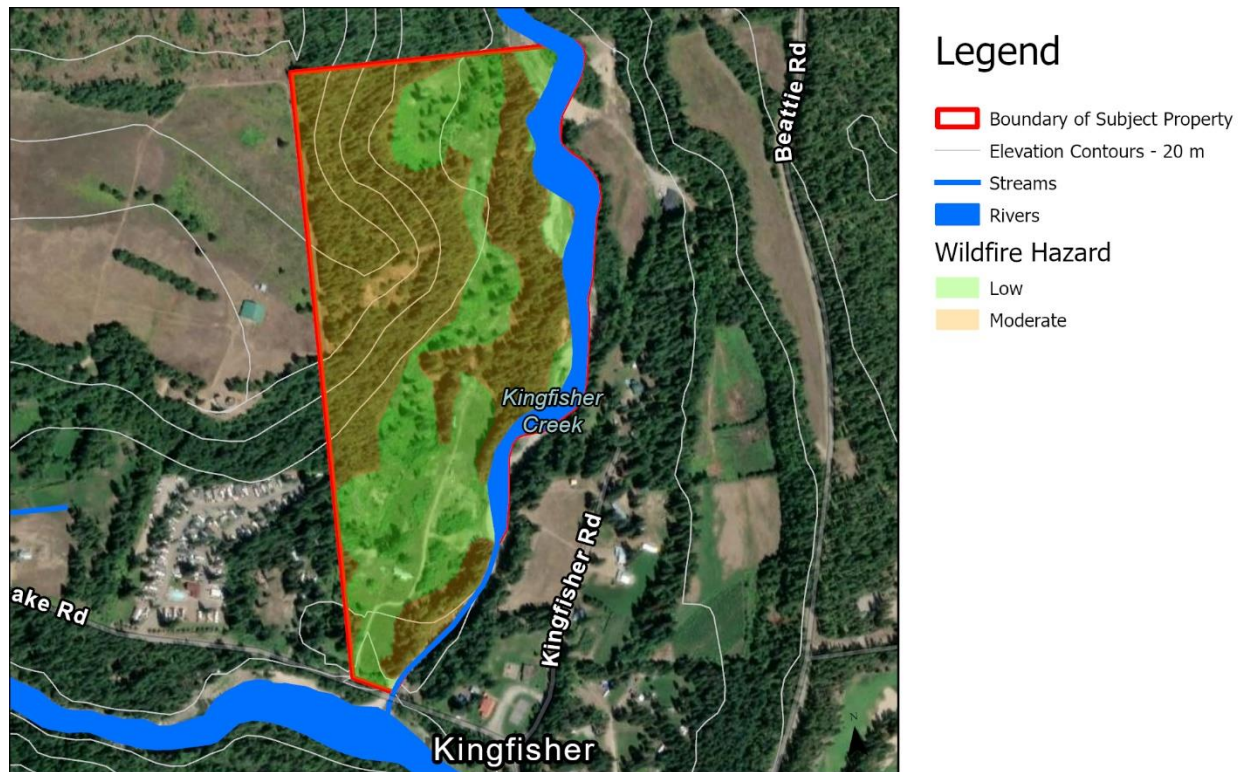 Legend
Boundary of Subject Property
Elevation Contours - 20 m
Streams
Rivers
Wildfire Hazard
Low
Moderate
Beattie Rd
Kingfisher
Creek
Kingfisher Rd
ake Rd
Kingfisher
N